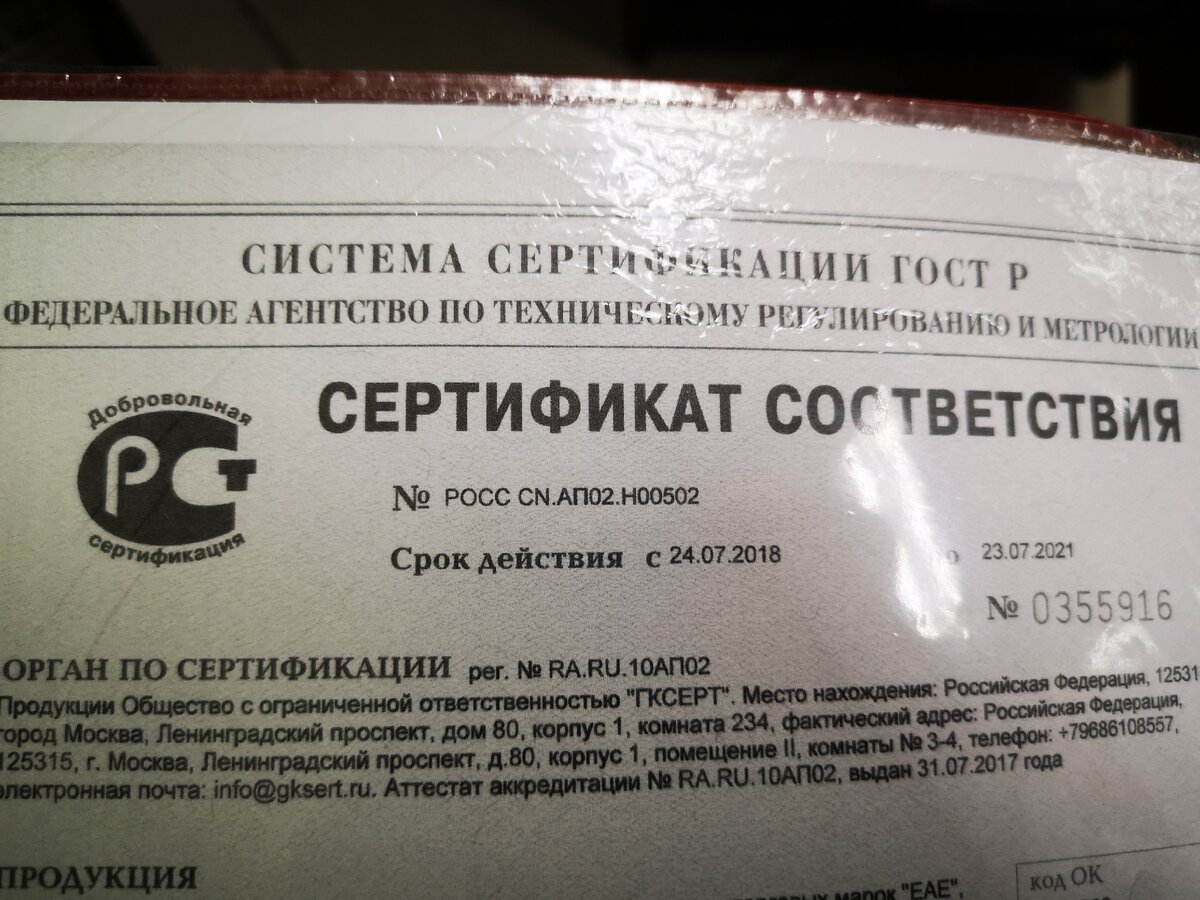 СИСТЕМА СЕРТИФИКАЦИИ ГОСТ Р
ФЕДЕРАЛЬНОЕ АГЕНТСТВО ПО ТЕХНИЧЕСКОМУ РЕГУЛИРОВАНИЮ И МЕТРОЛОГИИ
Добровольная
РСТ
сертификация
СЕРТИФИКАТ СООТВЕТСТВИЯ
№ РОСС CN.АП02.Н00502
Срок действия с 24.07.2018 23.07.2021
№ 0355916
ОРГАН ПО СЕРТИФИКАЦИИ рег. № RA.RU.10АП02
Продукции Общество с ограниченной ответственностью "ГКСЕРТ". Место нахождения: Российская Федерация, 12531
город Москва, Ленинградский проспект, дом 80, корпус 1, комната 234, фактический адрес: Российская Федерация,
125315, г. Москва, Ленинградский проспект, д.80, корпус 1, помещение II, комнаты № 3-4, телефон: +79686108557,
электронная почта: info@gksert.ru. Аттестат аккредитации № RA.RU.10АП02, выдан 31.07.2017 года
ПРОДУКЦИЯ
марок "EAE",
код ОК